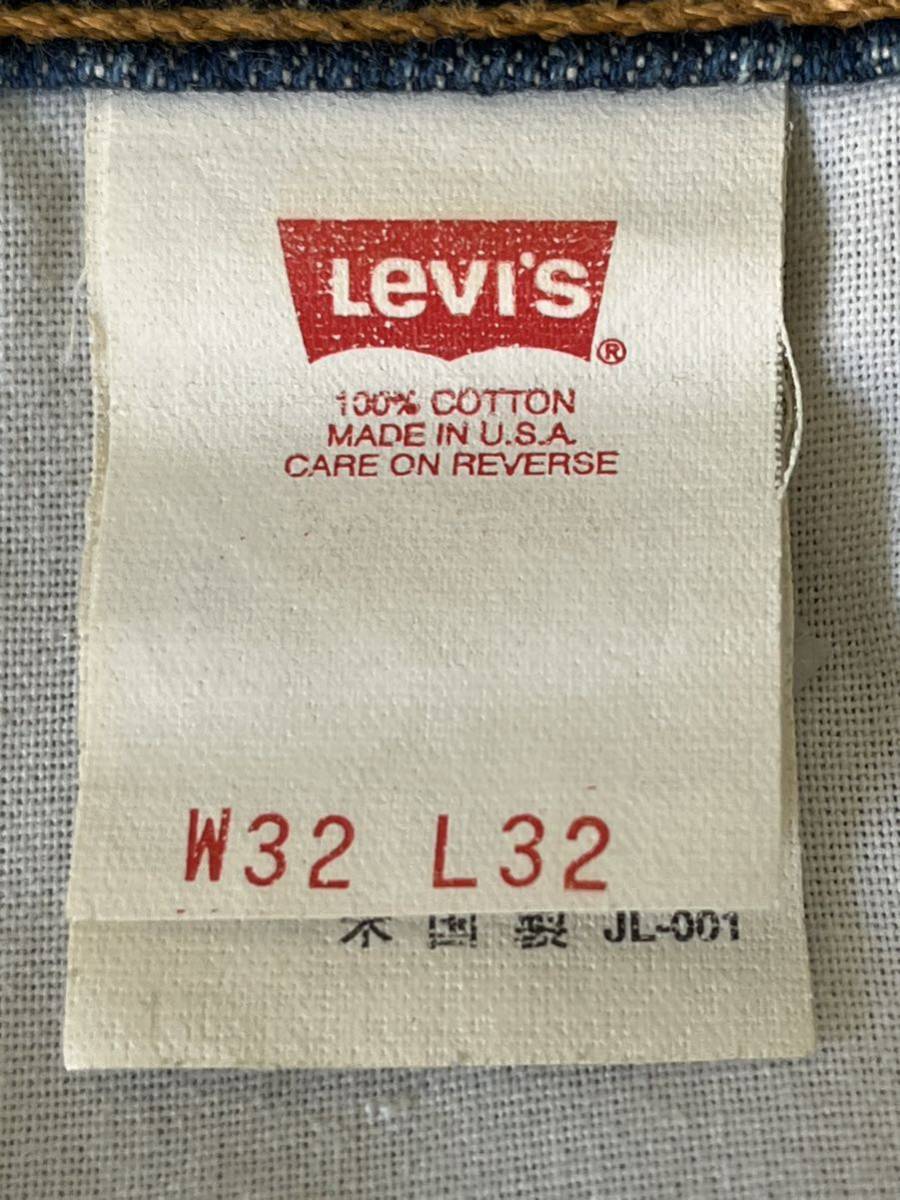 Levi's®
100% COTTON
MADE IN U.S.A.
CARE ON REVERSE
W32 L32
米国製 JL-001